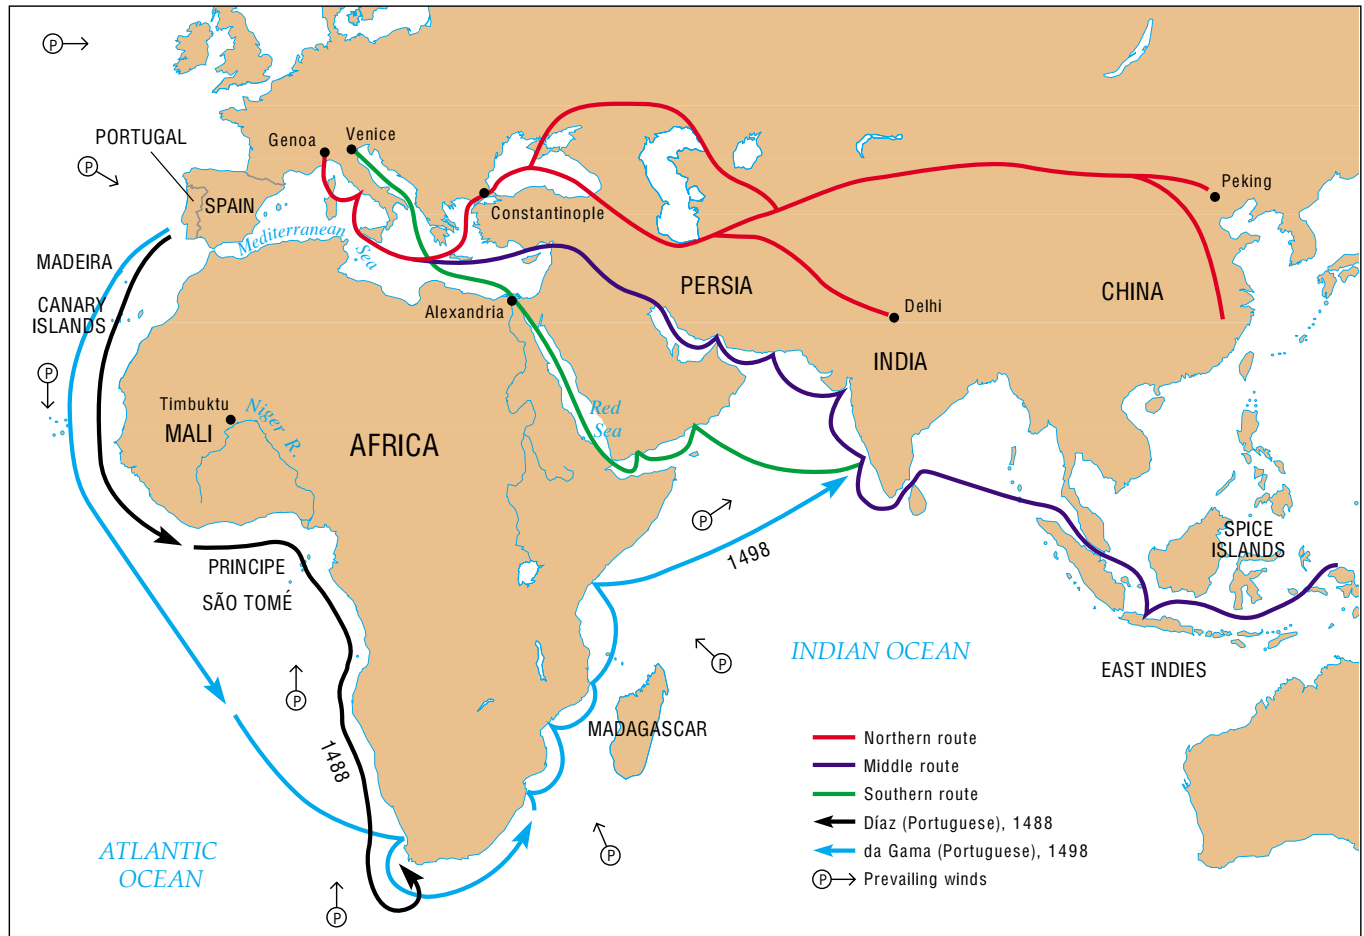 P
PORTUGAL
Genoa
Venice
P
SPAIN
Constantinople
Peking
Mediterranean
Sea
MADEIRA
CANARY
ISLANDS
PERSIA
CHINA
Alexandria
Delhi
INDIA
P
Timbuktu
MALI
Niger R.
AFRICA
Red
Sea
P
1498
SPICE
ISLANDS
PRINCIPE
SÃO TOMÉ
P
P
INDIAN OCEAN
EAST INDIES
MADAGASCAR
1488
Northern route
Middle route
Southern route
Díaz (Portuguese), 1488
da Gama (Portuguese), 1498
P Prevailing winds
P
ATLANTIC
OCEAN
P